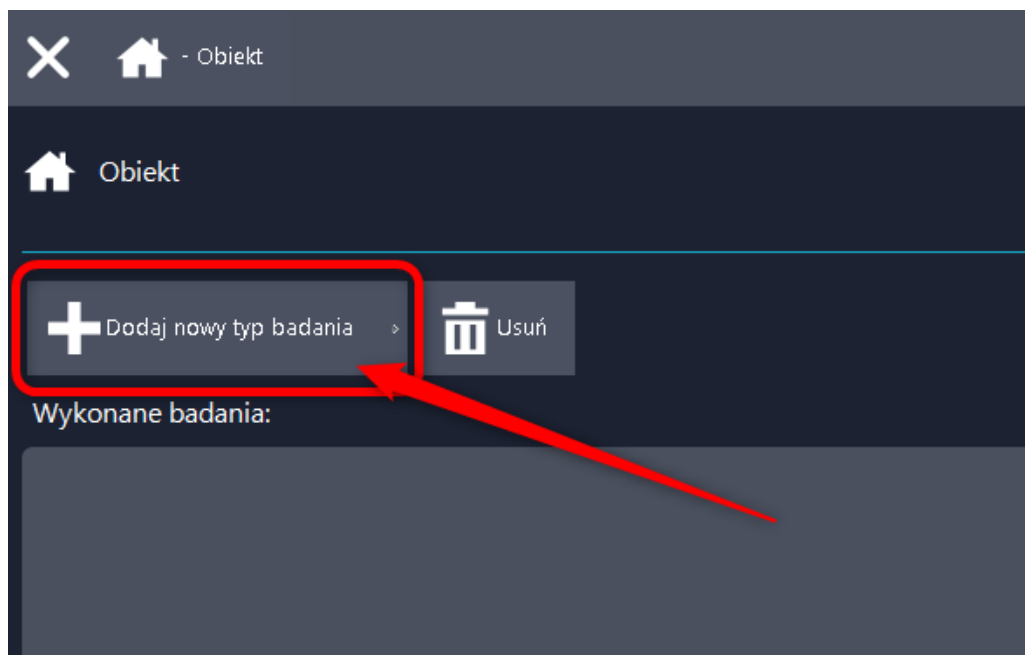 - Obiekt
Obiekt
Dodaj nowy typ badania
Usuń
Wykonane badania: